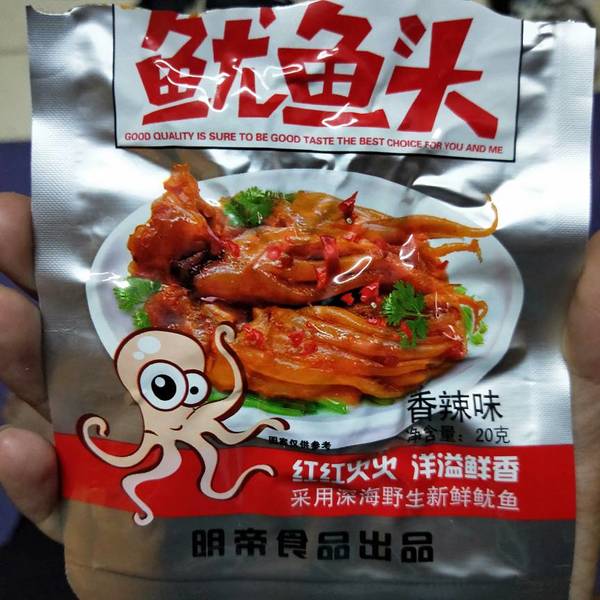 鱿鱼头
GOOD QUALITY IS SURE TO BE GOOD TASTE THE BEST CHOICE FOR YOU AND ME
香辣味
净含量：20克
图案仅供参考
红红火火 洋溢鲜香
采用深海野生新鲜鱿鱼
明帝食品出品